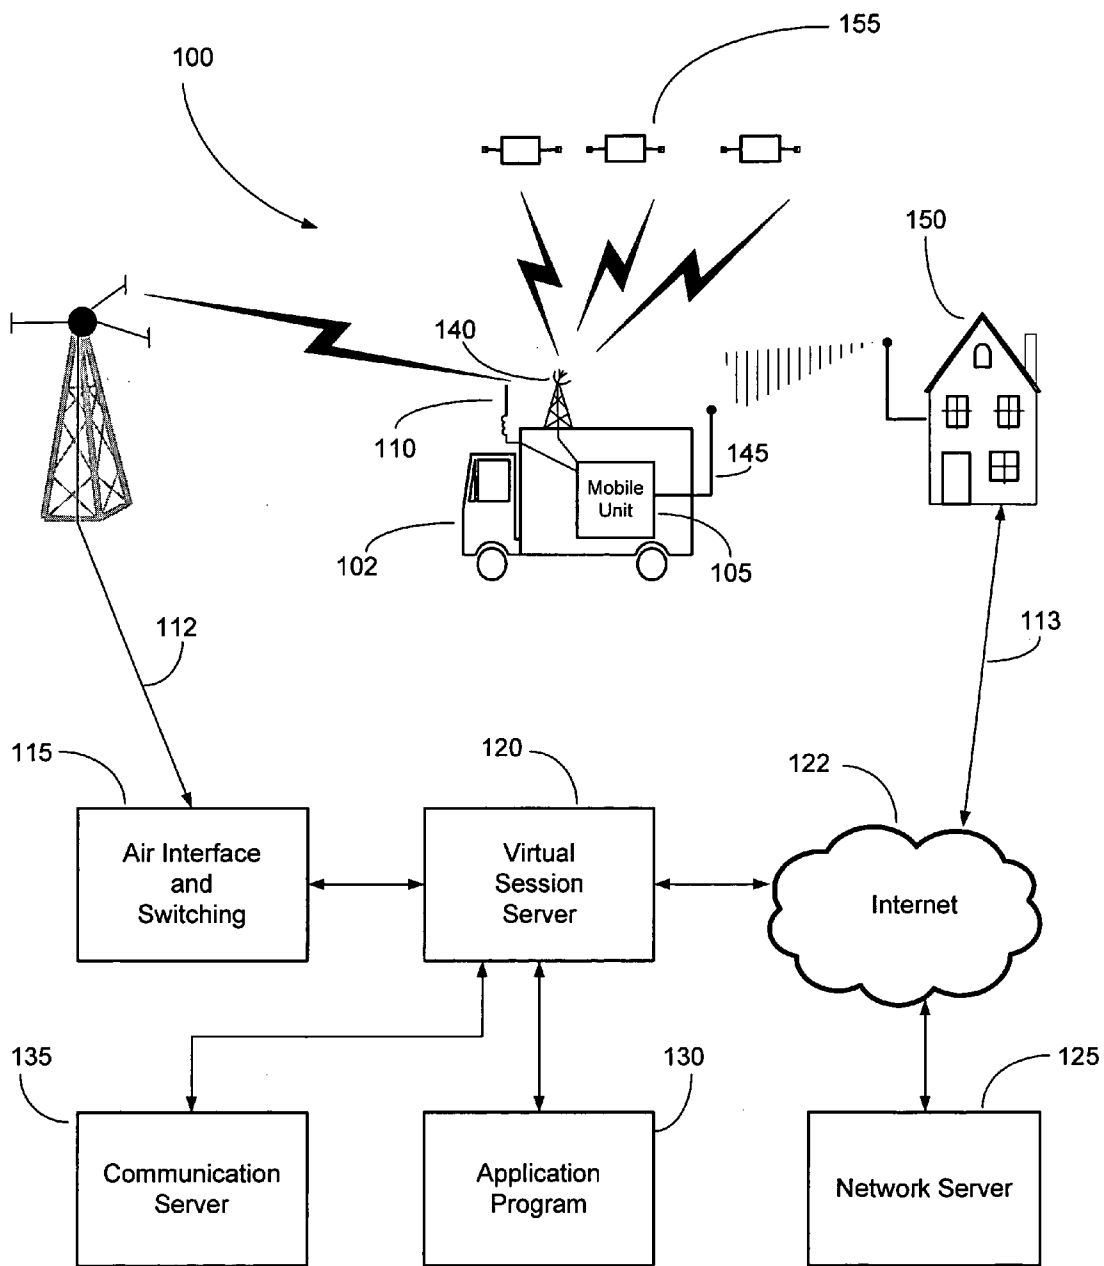 155
100
150
140
110
145
Mobile
Unit
102
105
112
113
115
120
122
Air Interface
and
Switching
Virtual
Session
Server
Internet
135
130
125
Communication
Server
Application
Program
Network Server